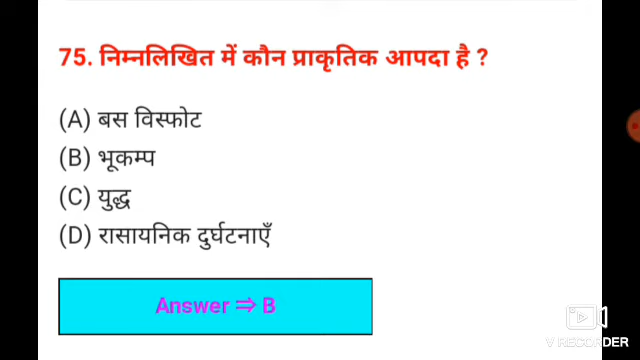 75. निम्नलिखित में कौन प्राकृतिक आपदा है ?
(A) बस विस्फोट
(B) भूकम्प
(C) युद्ध
(D) रासायनिक दुर्घटनाएँ
Answer ⇒ B
V RECORDER